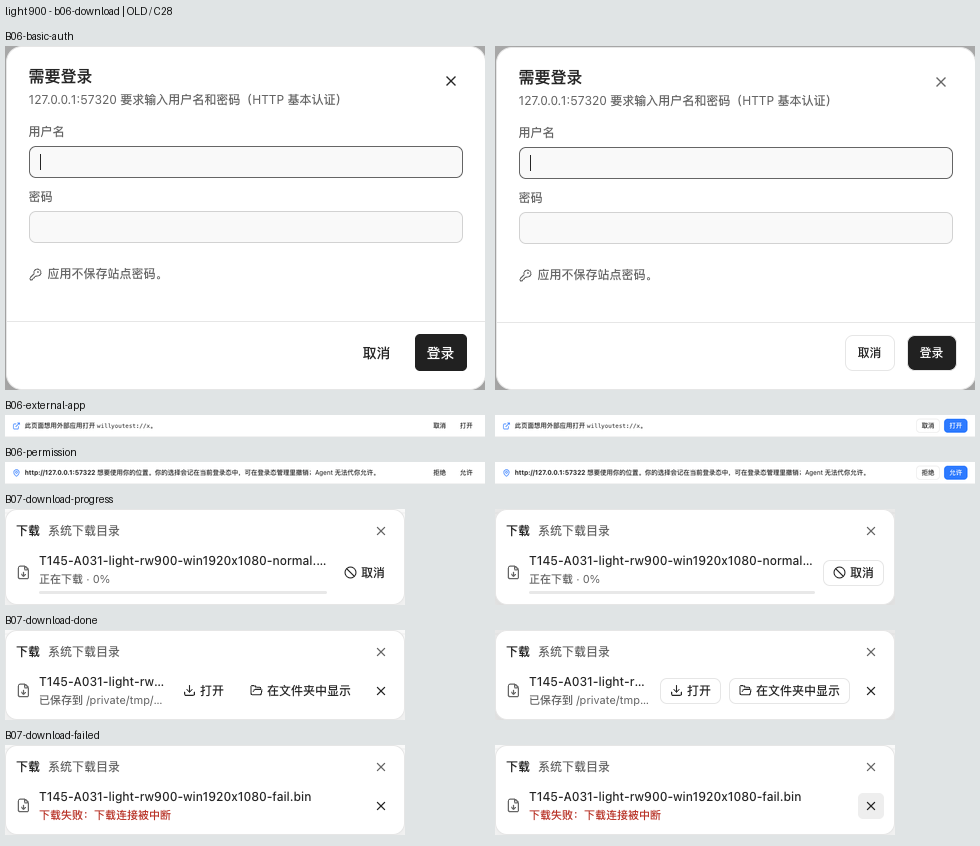 light 900 - b06-download | OLD / C28
B06-basic-auth
需要登录
127.0.0.1:57320 要求输入用户名和密码（HTTP 基本认证）
用户名
密码
应用不保存站点密码。
取消 登录
需要登录
127.0.0.1:57320 要求输入用户名和密码（HTTP 基本认证）
用户名
密码
应用不保存站点密码。
取消 登录
B06-external-app
此页面想用外部应用打开 willyoutest://x。 取消 打开
此页面想用外部应用打开 willyoutest://x。 取消 打开
B06-permission
http://127.0.0.1:57322 想要使用你的位置。你的选择会记在当前登录态中，可在登录态管理里撤销；Agent 无法代你允许。 拒绝 允许
http://127.0.0.1:57322 想要使用你的位置。你的选择会记在当前登录态中，可在登录态管理里撤销；Agent 无法代你允许。 拒绝 允许
B07-download-progress
下载 系统下载目录
T145-A031-light-rw900-win1920x1080-normal....
正在下载 · 0%
取消
下载 系统下载目录
T145-A031-light-rw900-win1920x1080-normal...
正在下载 · 0%
取消
B07-download-done
下载 系统下载目录
T145-A031-light-rw...
已保存到 /private/tmp/...
打开 在文件夹中显示
下载 系统下载目录
T145-A031-light-r...
已保存到 /private/tmp...
打开 在文件夹中显示
B07-download-failed
下载 系统下载目录
T145-A031-light-rw900-win1920x1080-fail.bin
下载失败：下载连接被中断
下载 系统下载目录
T145-A031-light-rw900-win1920x1080-fail.bin
下载失败：下载连接被中断